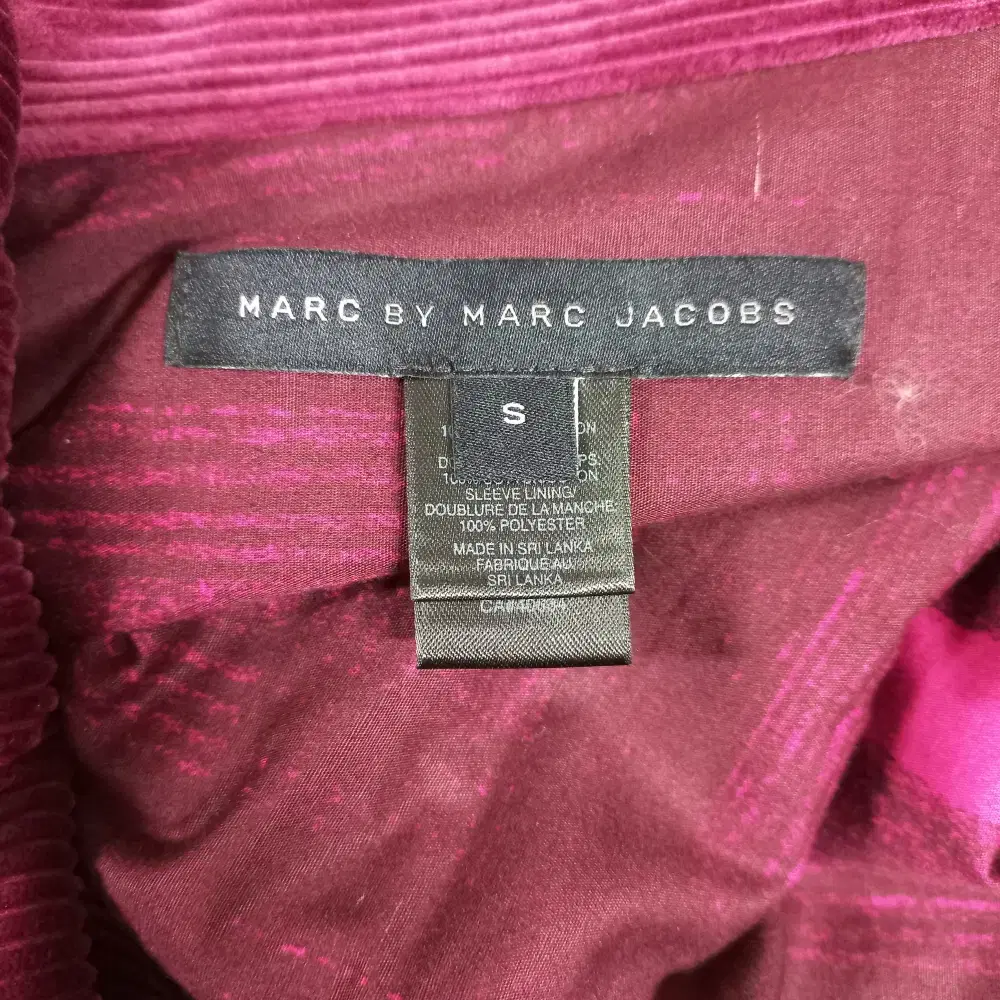 MARC BY MARC JACOBS
S
SLEEVE LINING/
DOUBLURE DE LA MANCHE:
100% POLYESTER
MADE IN SRI LANKA
FABRIQUE AU
SRI LANKA